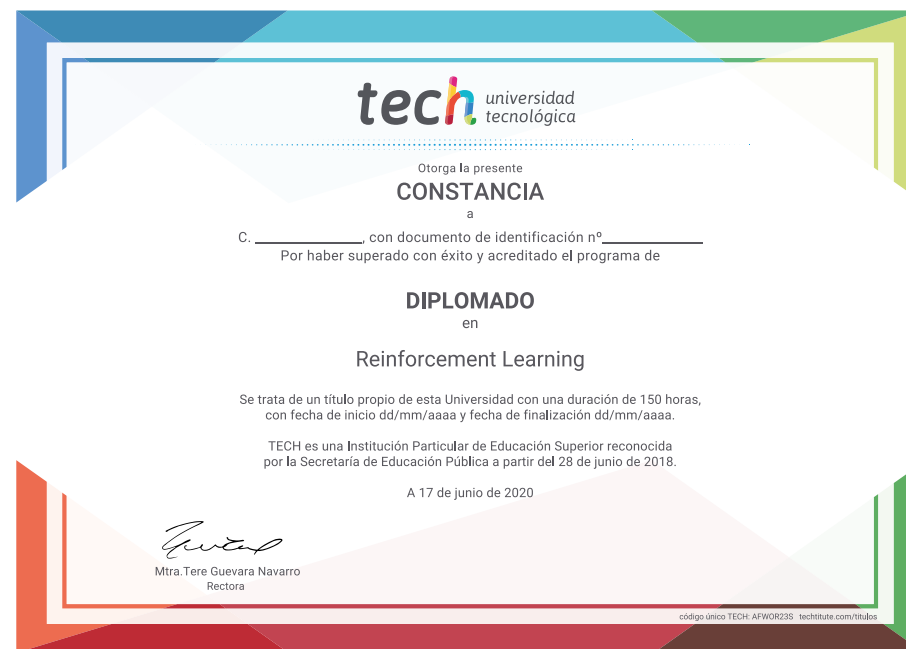 tech universidad
tecnológica
Otorga la presente
CONSTANCIA
a
C. ____________, con documento de identificación nº____________
Por haber superado con éxito y acreditado el programa de
DIPLOMADO
en
Reinforcement Learning
Se trata de un título propio de esta Universidad con una duración de 150 horas,
con fecha de inicio dd/mm/aaaa y fecha de finalización dd/mm/aaaa.
TECH es una Institución Particular de Educación Superior reconocida
por la Secretaría de Educación Pública a partir del 28 de junio de 2018.
A 17 de junio de 2020
Mtra.Tere Guevara Navarro
Rectora
código único TECH: AFWOR23S techtitute.com/titulos